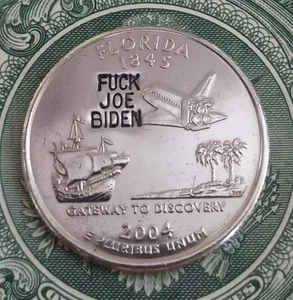 FLORIDA
1845
FUCK
JOE
BIDEN
GATEWAY TO DISCOVERY
2004
E PLURIBUS UNUM